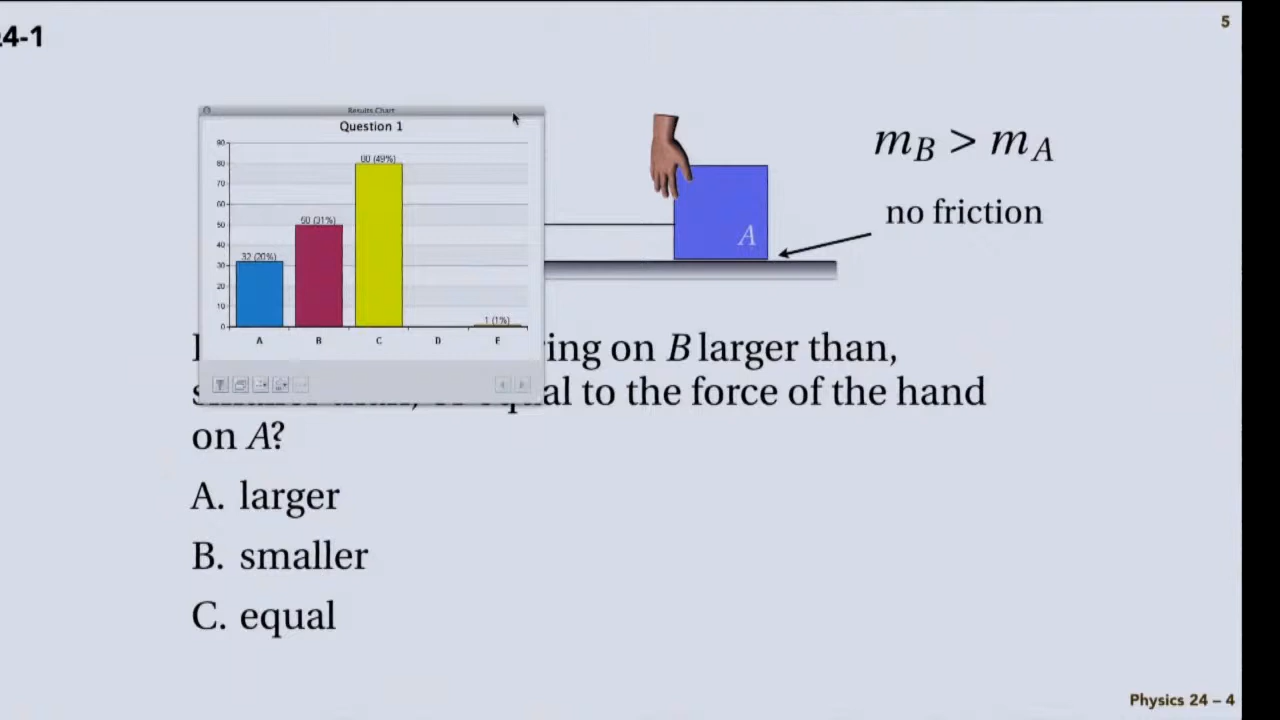 24-1
5
Results Chart
Question 1
90
80
70
60
50
40
30
20
10
0
32 (20%)
50 (31%)
80 (49%)
1 (1%)
A B C D E
m_B > m_A
no friction
A
ring on B larger than,
equal to the force of the hand
on A?
A. larger
B. smaller
C. equal
Physics 24 – 4